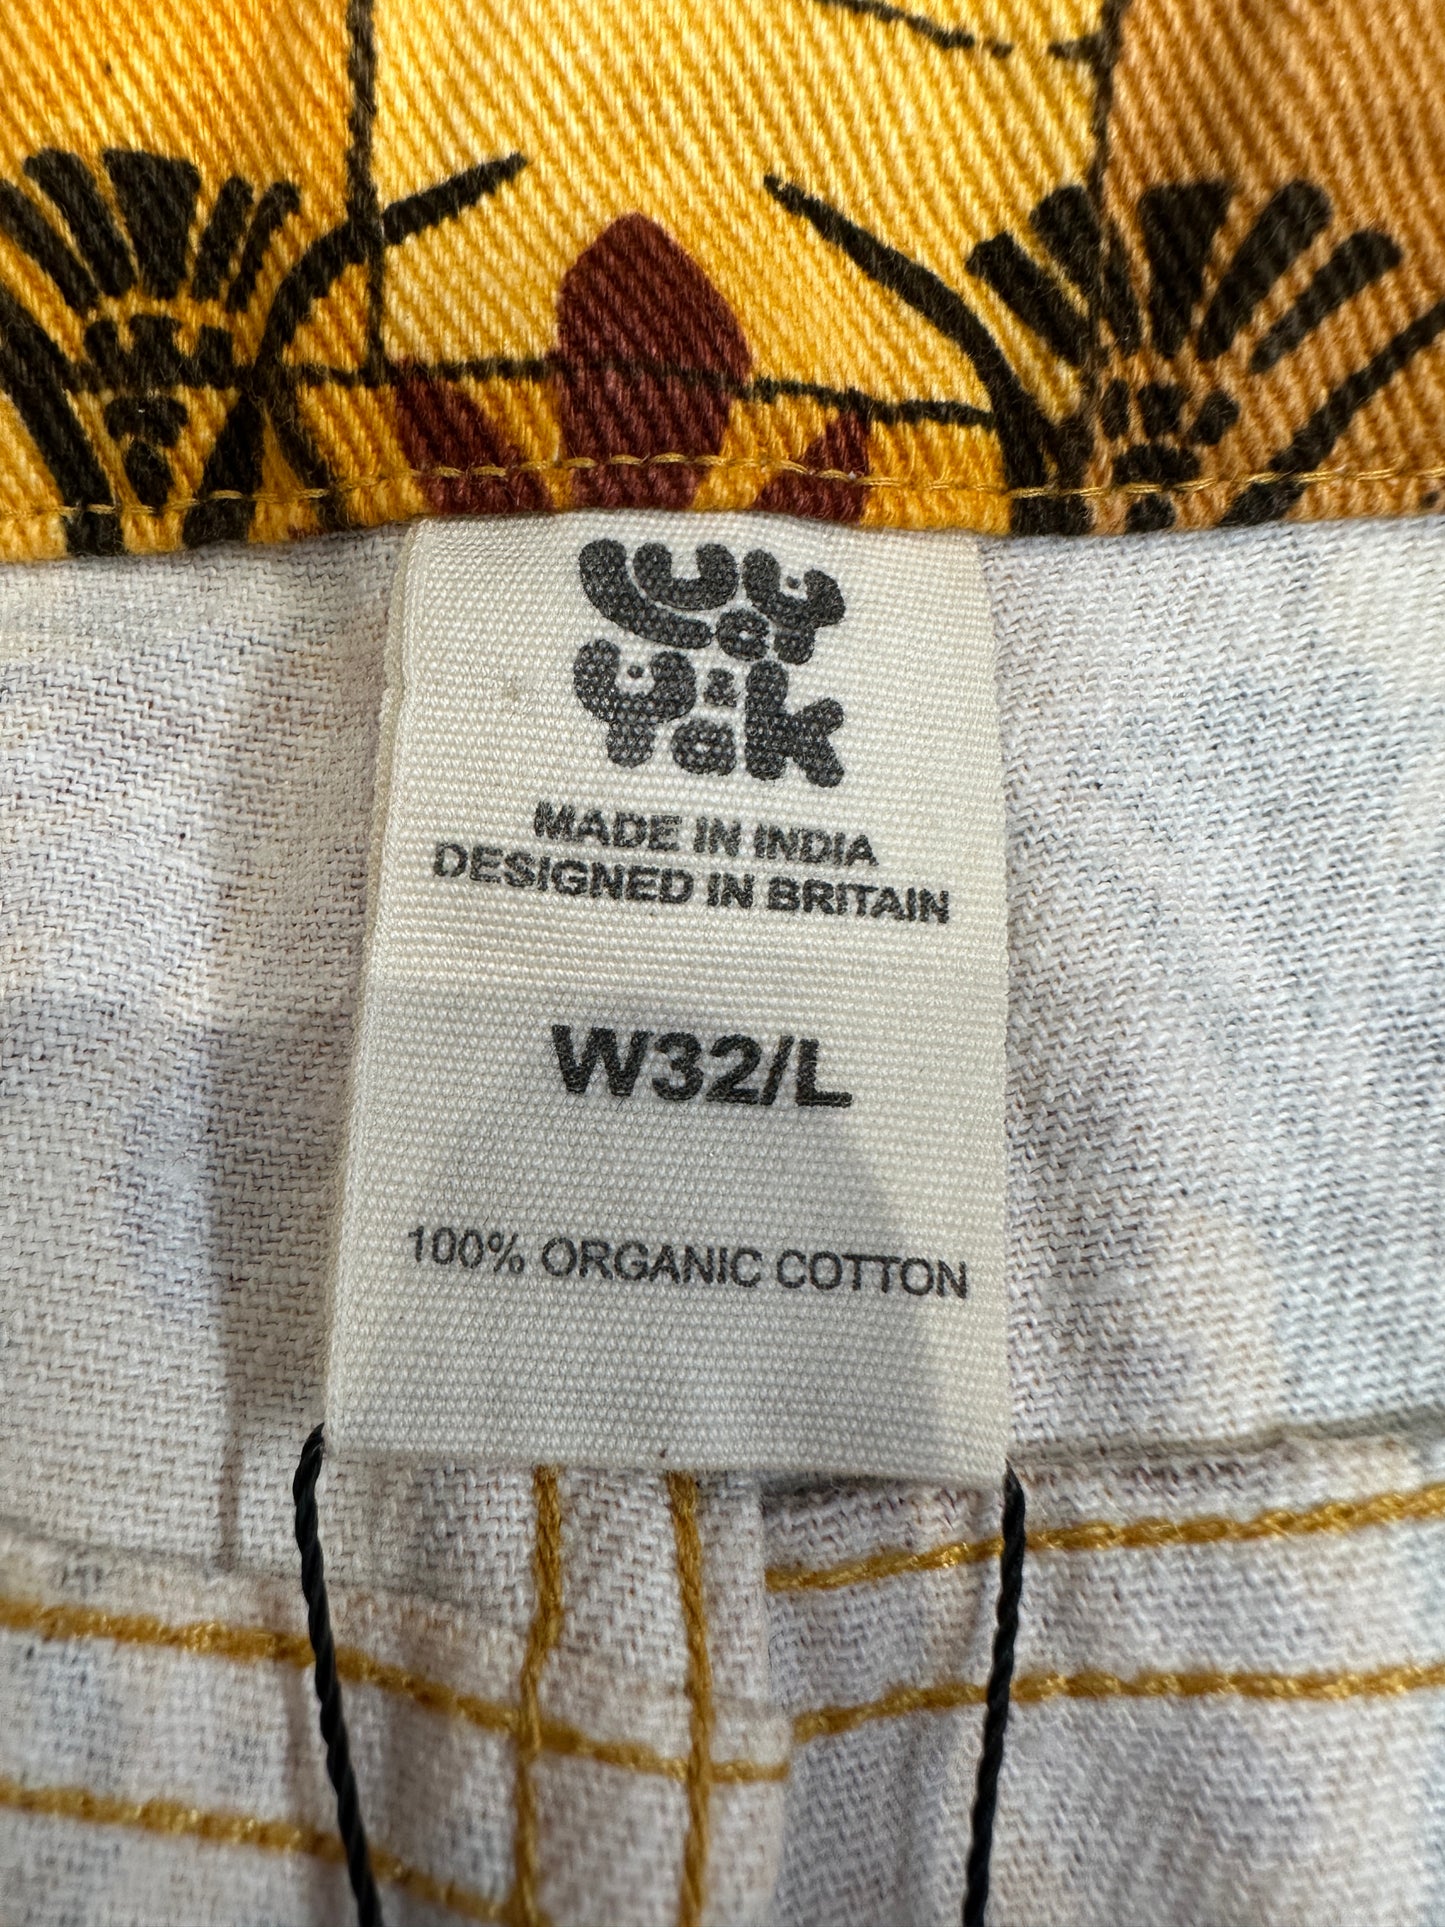 Lucy
&
Yak
MADE IN INDIA
DESIGNED IN BRITAIN
W32/L
100% ORGANIC COTTON